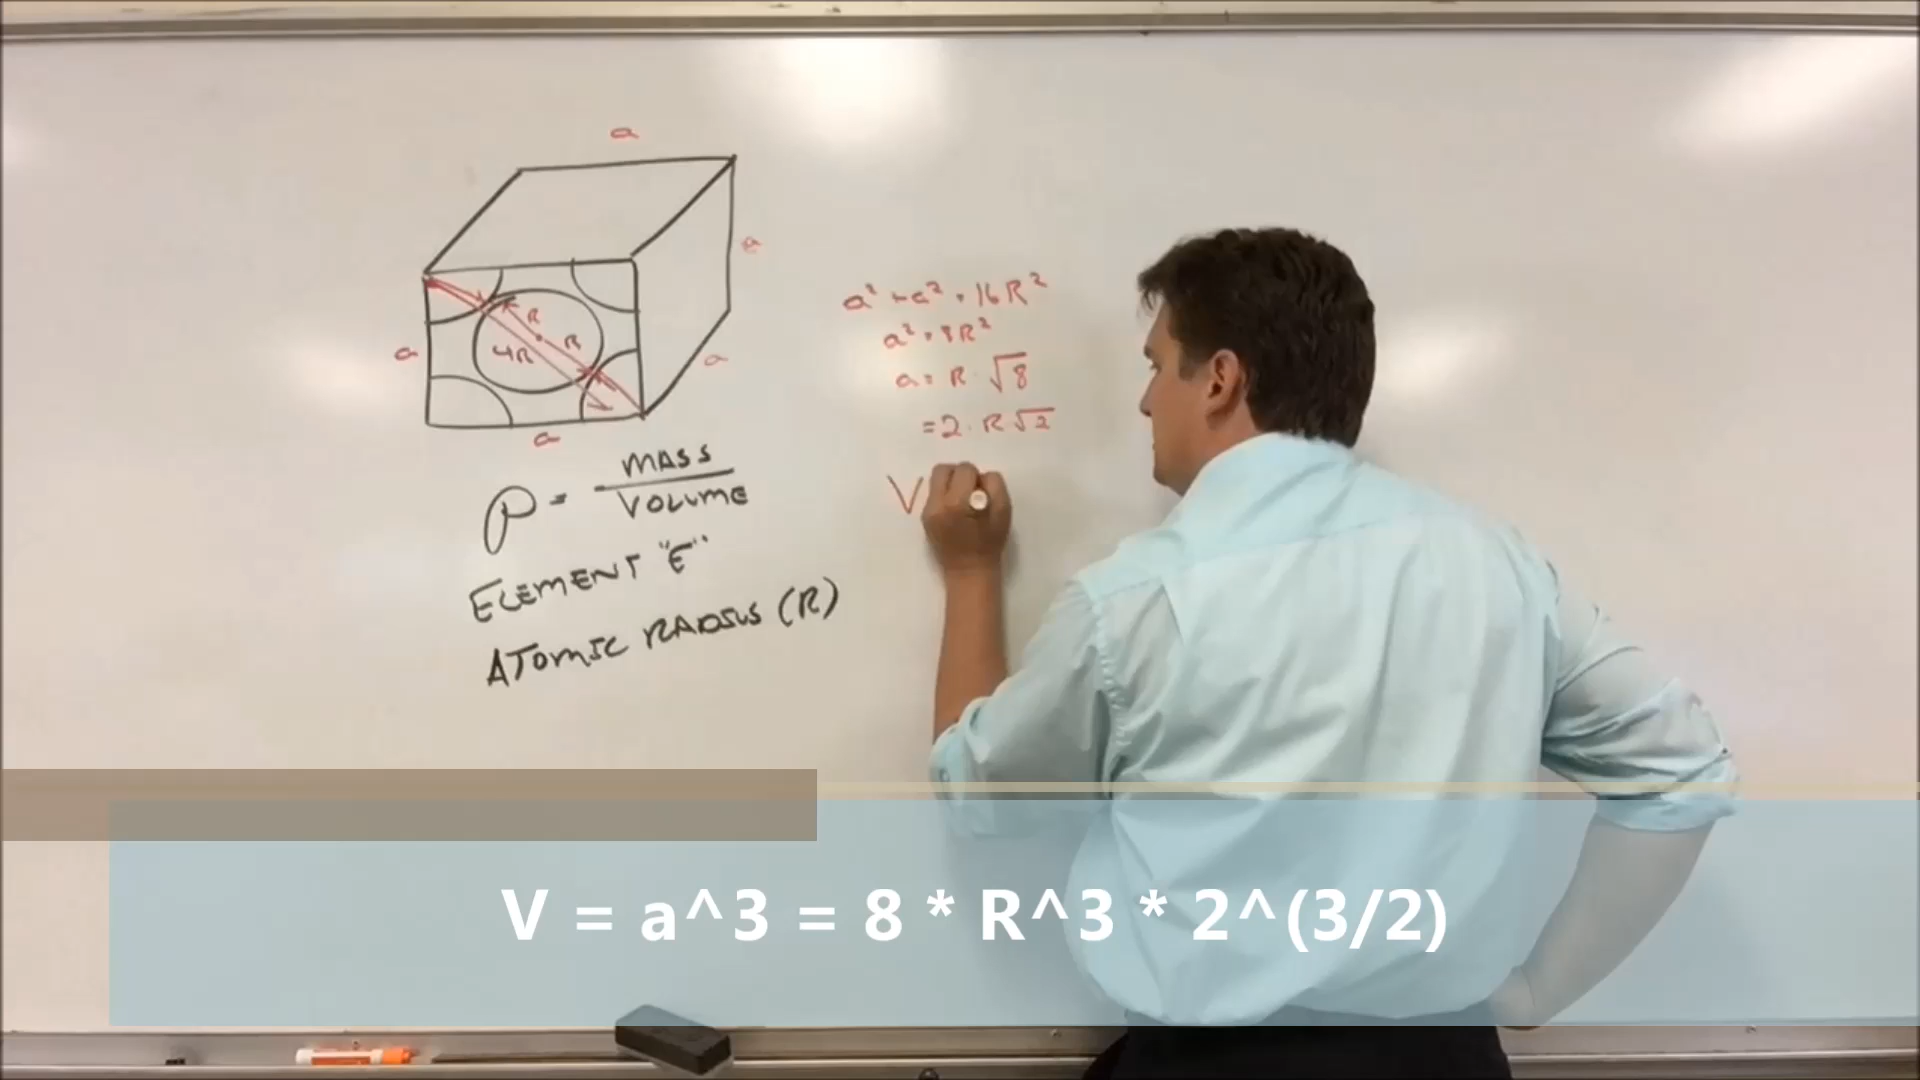 a
a
a
R
R
4R
a
a
ρ = MASS
VOLUME
ELEMENT "E"
ATOMIC RADIUS (R)
a² + a² = 16R²
a² = 8R²
a = R · √8
= 2 · R√2
V
V = a^3 = 8 * R^3 * 2^(3/2)